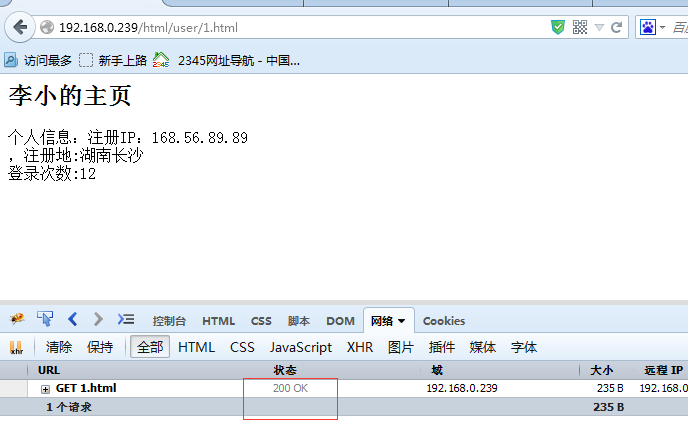 192.168.0.239/html/user/1.html
百度
访问最多 新手上路 2345 2345网址导航 - 中国...
李小的主页
个人信息：注册IP：168.56.89.89
，注册地:湖南长沙
登录次数:12
控制台 HTML CSS 脚本 DOM 网络 Cookies
xhr 清除 保持 全部 HTML CSS JavaScript XHR 图片 插件 媒体 字体
URL 状态 域 大小 远程 IP
GET 1.html 200 OK 192.168.0.239 235 B 192.168.0
1 个请求 235 B